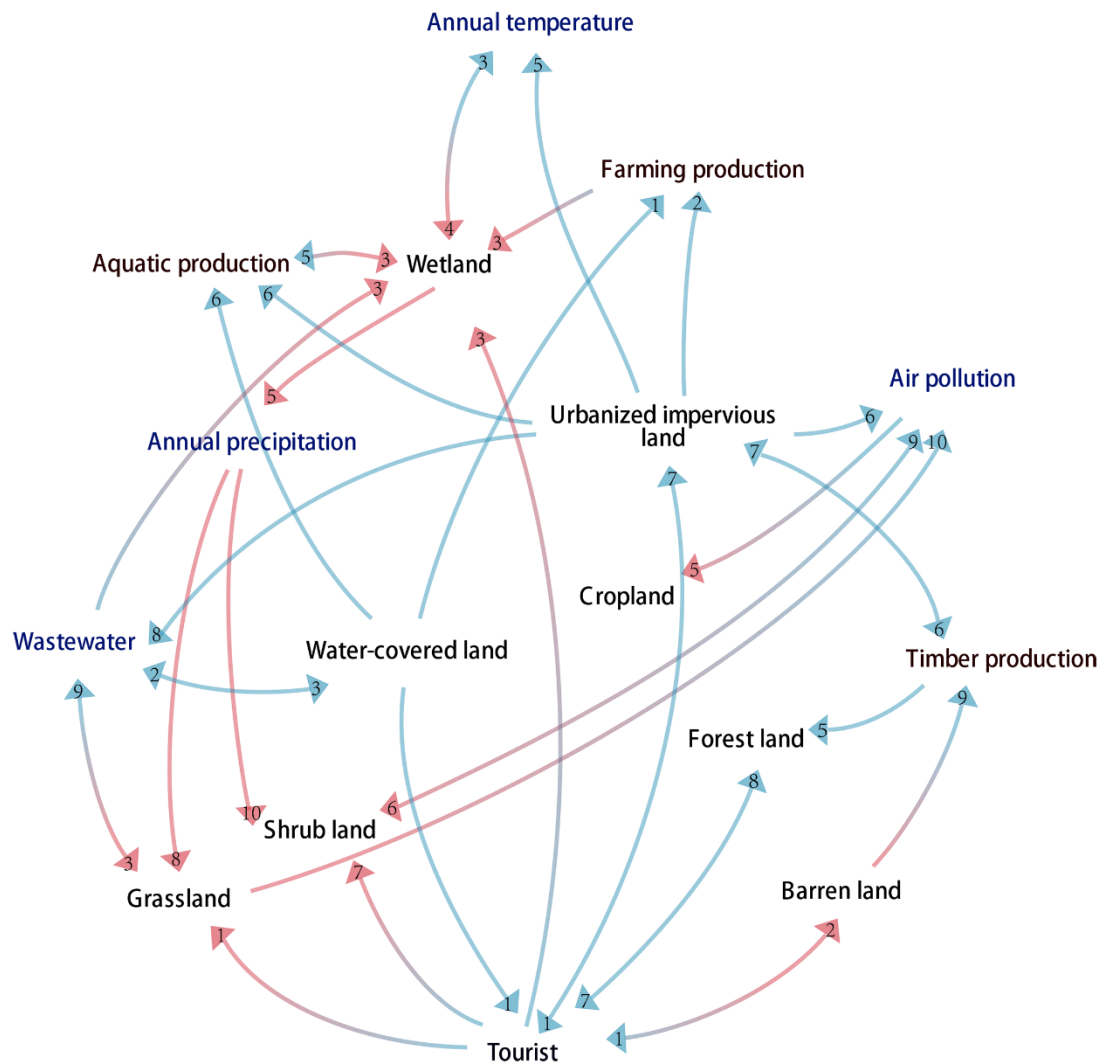 Annual temperature
3
5
Farming production
1
2
4
3
Aquatic production
5
3
Wetland
3
6
6
3
Air pollution
5
Urbanized impervious
land
6
9
10
Annual precipitation
7
7
5
Cropland
8
6
Wastewater
Water-covered land
Timber production
2
3
9
9
5
Forest land
8
10
6
Shrub land
3
8
7
Grassland
Barren land
1
2
1
7
1
1
Tourist